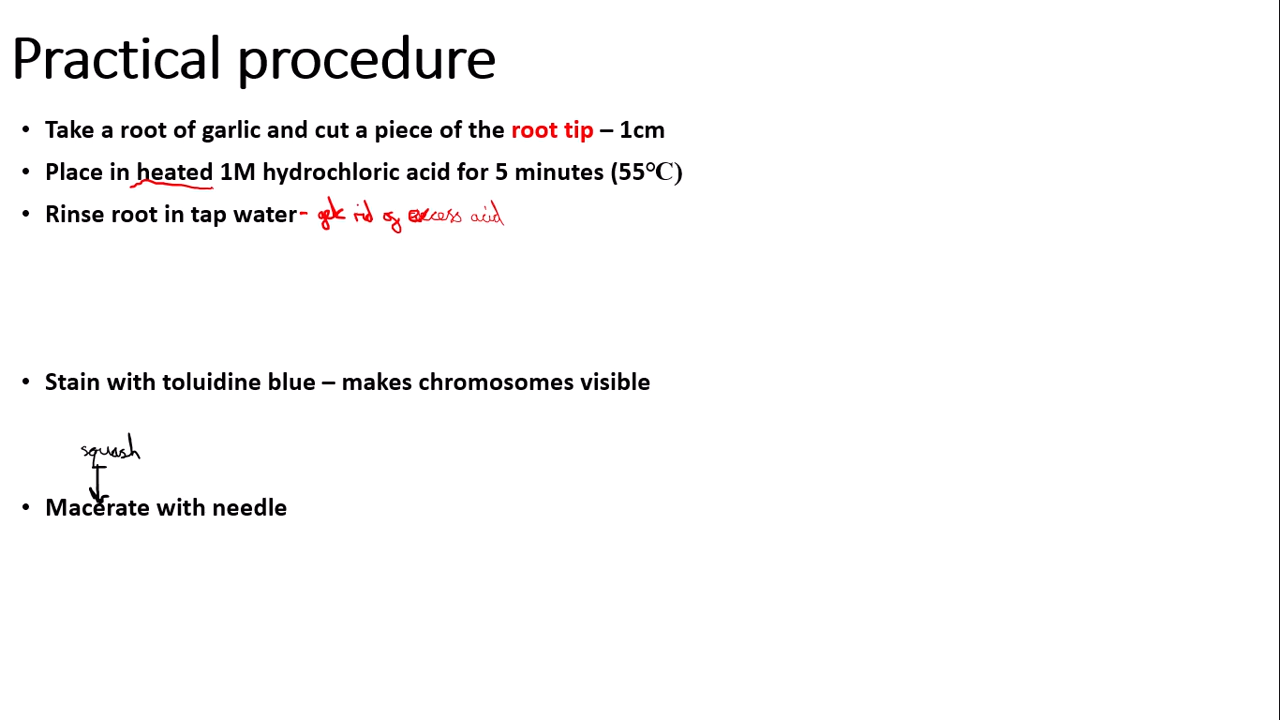 Practical procedure
• Take a root of garlic and cut a piece of the root tip – 1cm
• Place in heated 1M hydrochloric acid for 5 minutes (55°C)
• Rinse root in tap water - get rid of excess acid
• Stain with toluidine blue – makes chromosomes visible
squash
• Macerate with needle